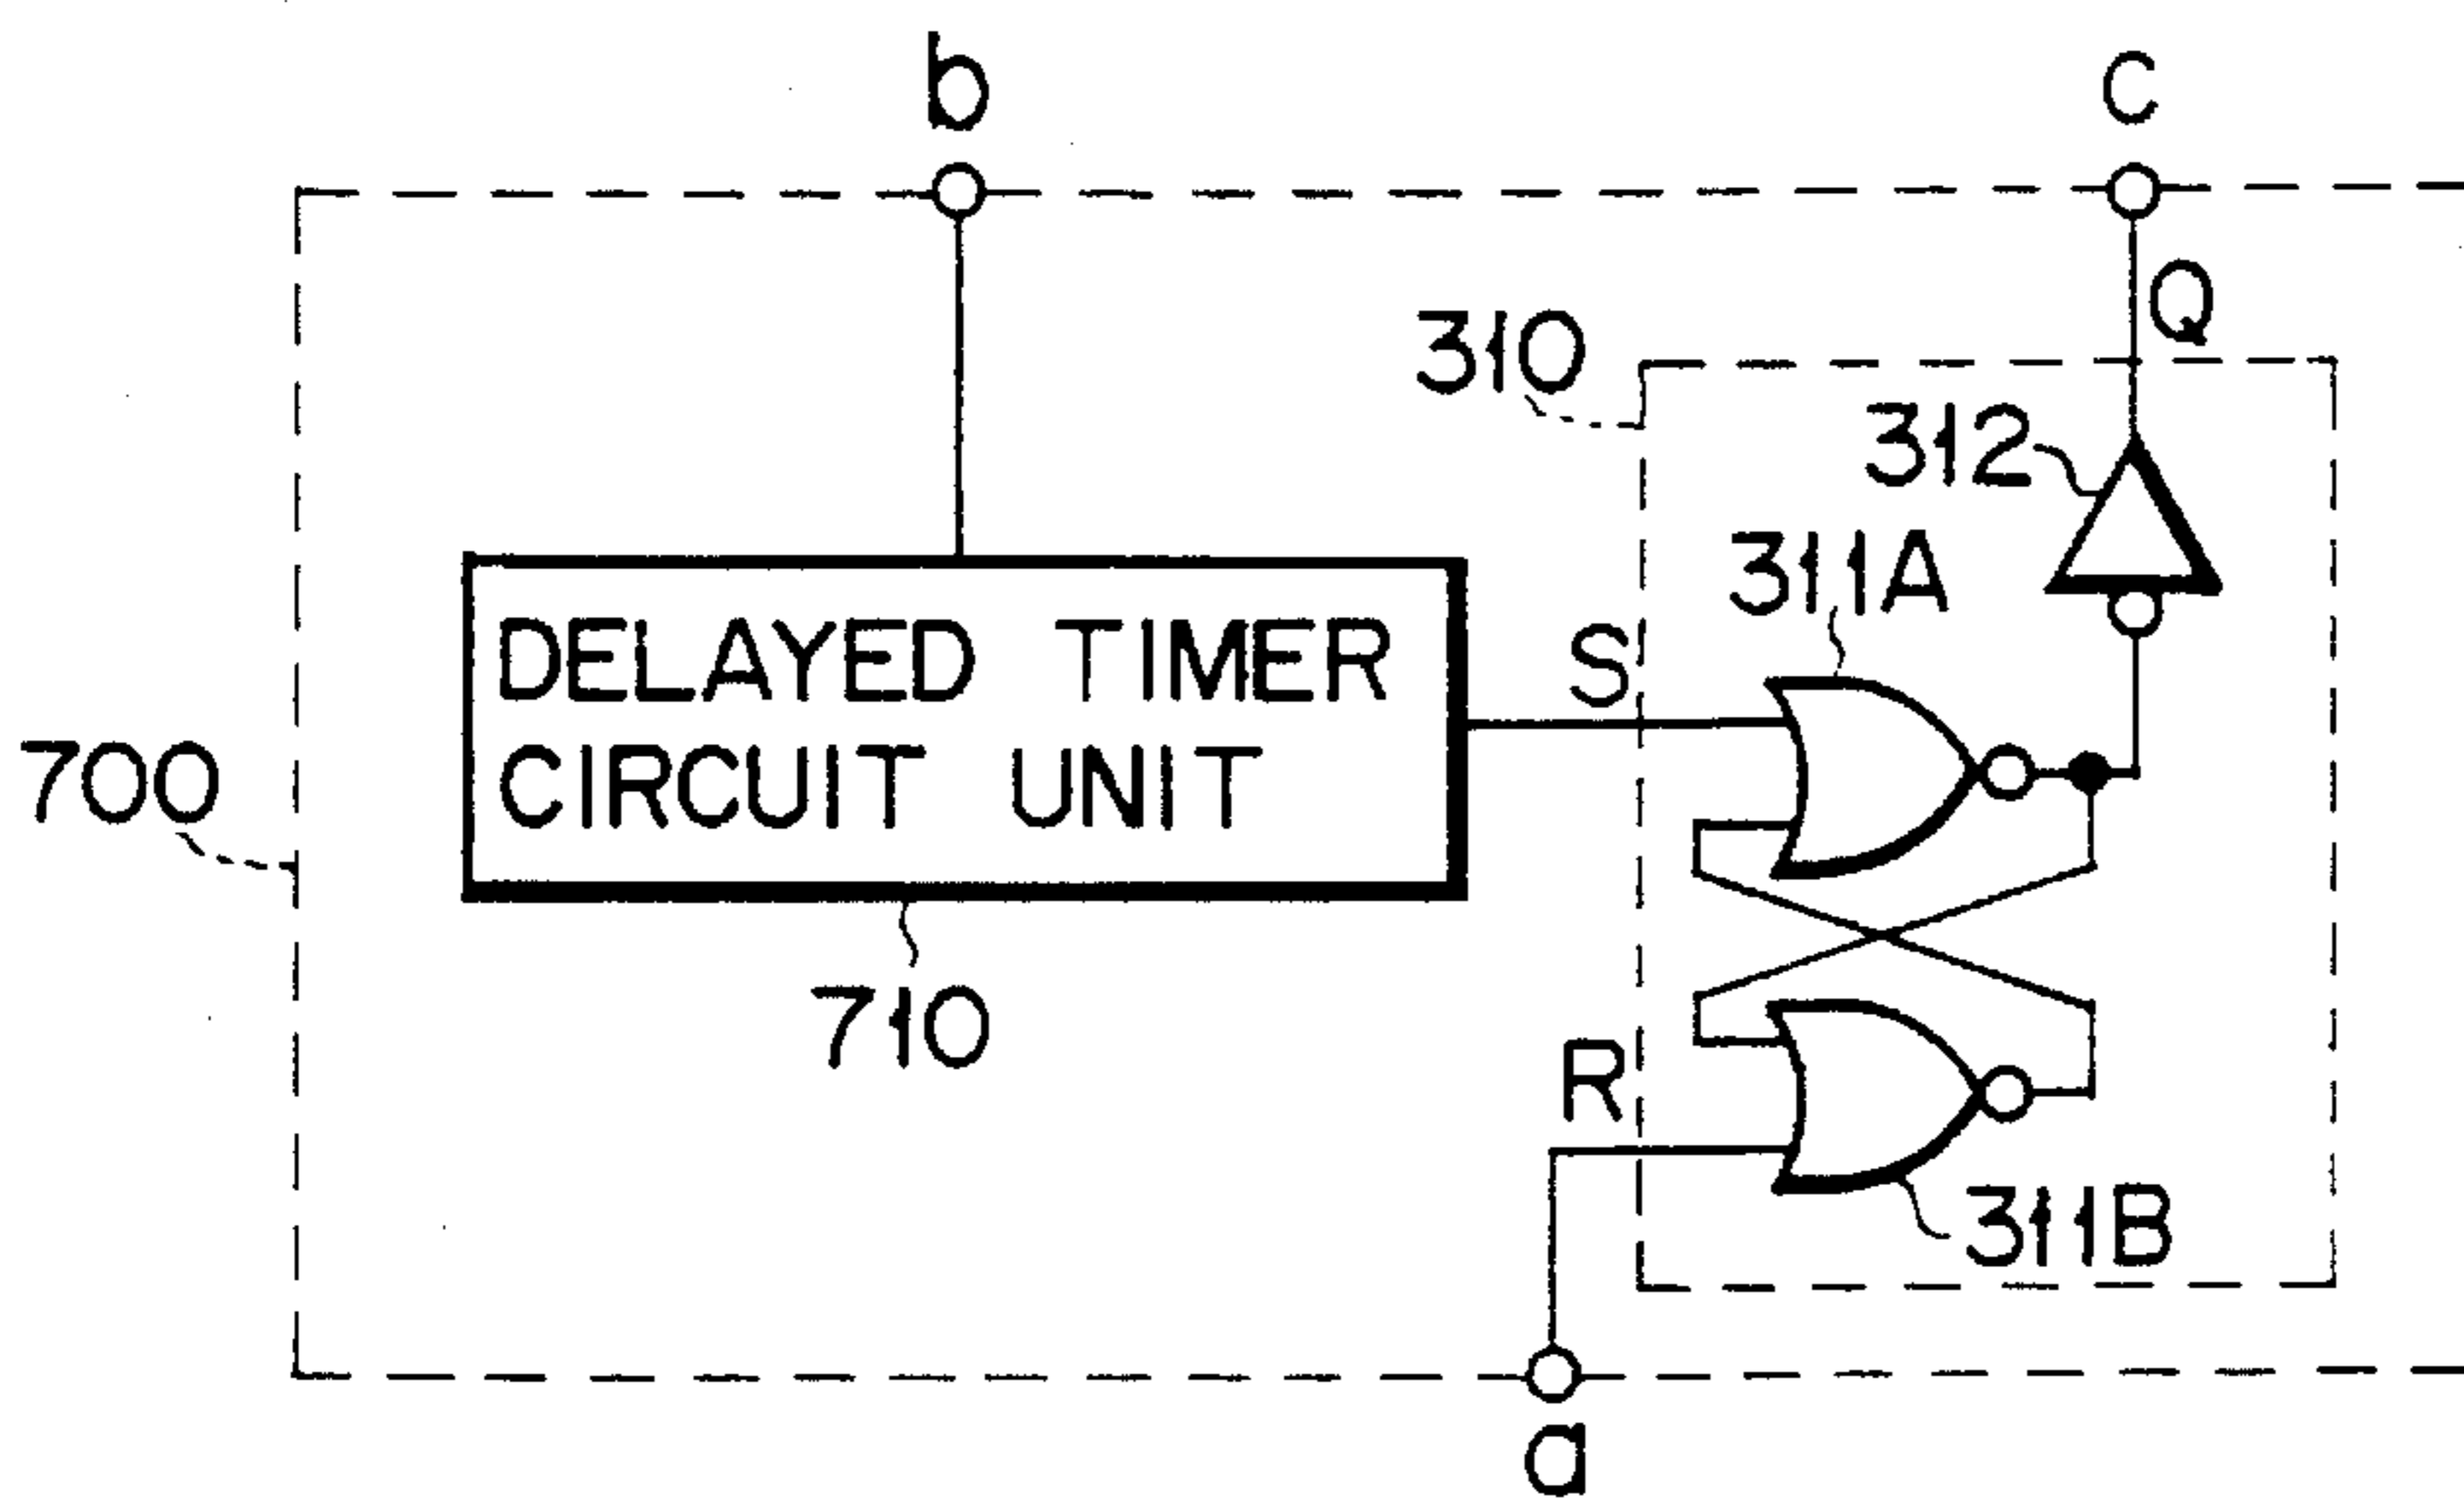 b
c
Q
310
312
311A
S
DELAYED TIMER
CIRCUIT UNIT
700
710
R
311B
a